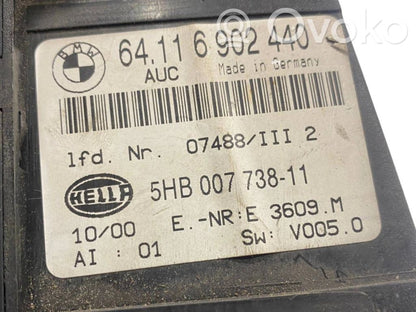 BMW
64.11 6 902 440
AUC Made in Germany
lfd. Nr. 07488/III 2
HELLA
5HB 007 738-11
10/00 E.-NR:E 3609.M
AI : 01 SW: V005.0
©Ovoko